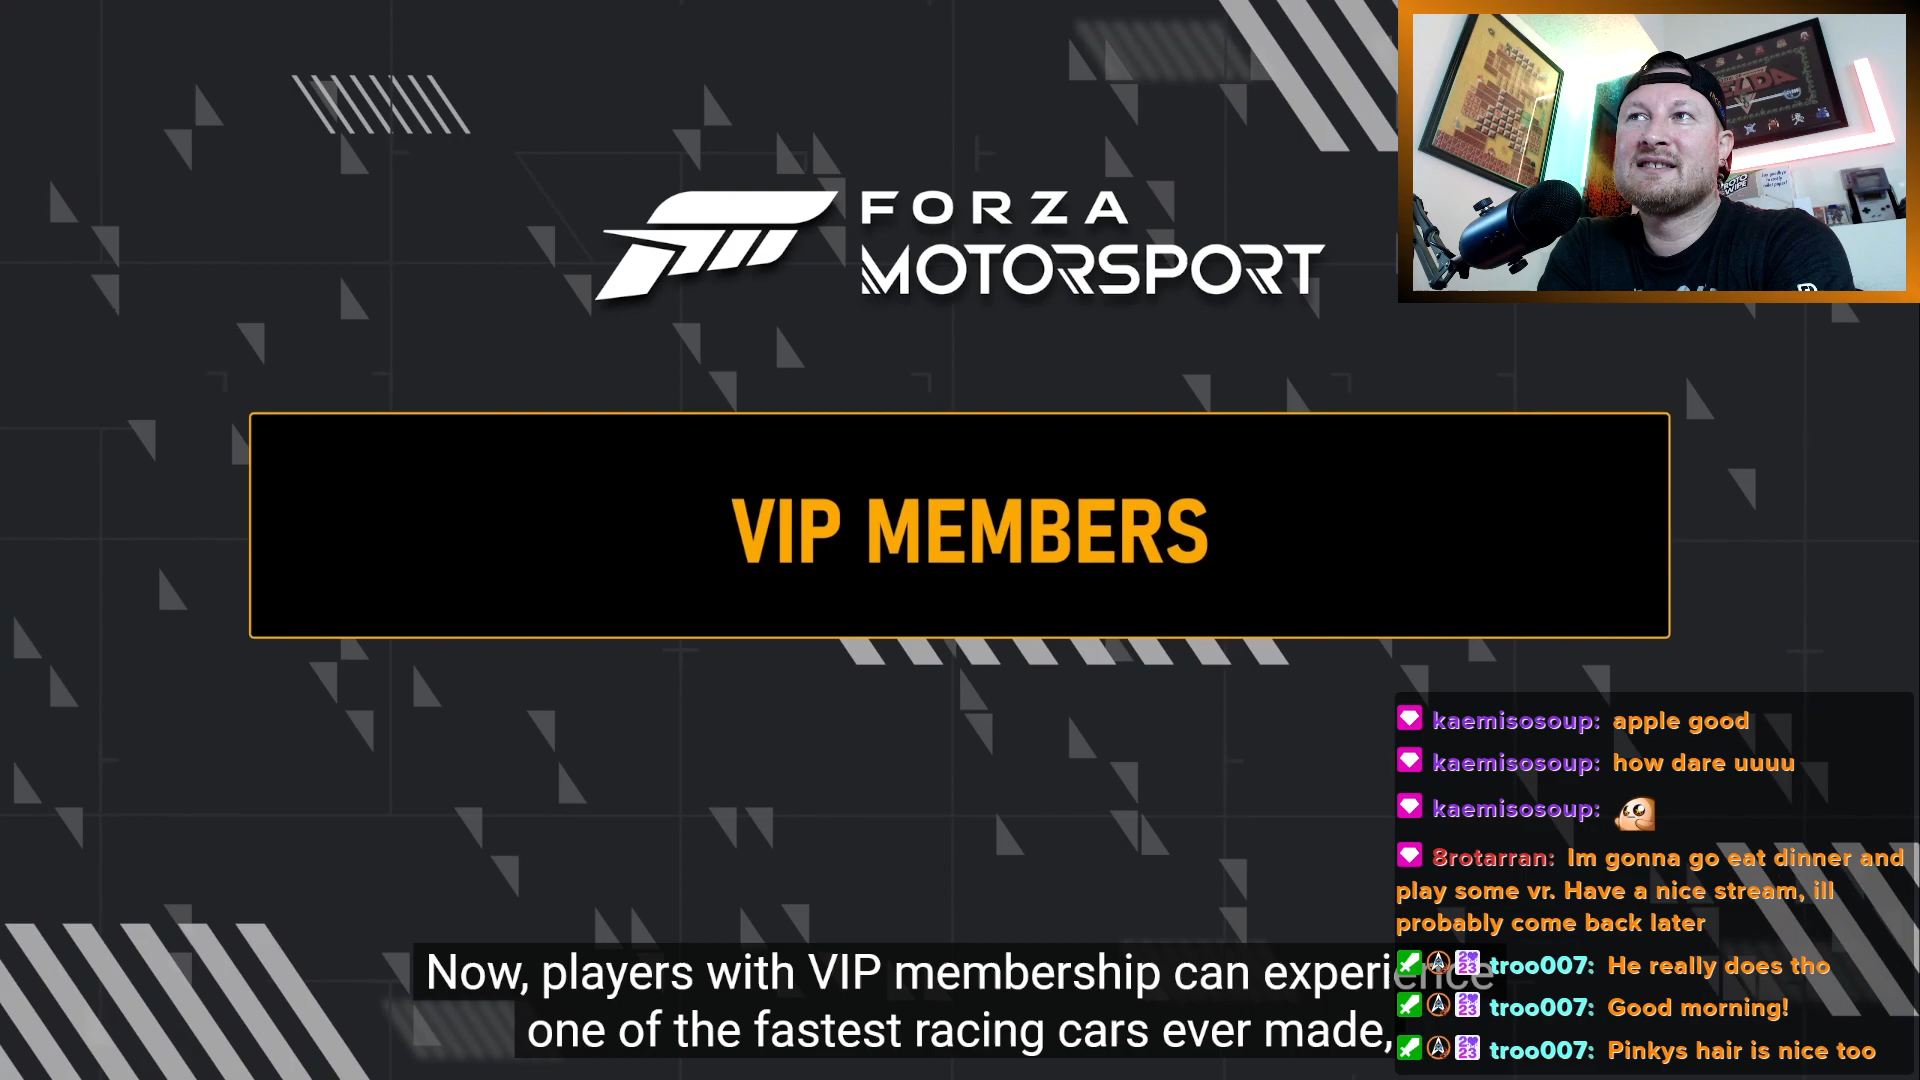 FORZA
MOTORSPORT
ZELDA
VIP MEMBERS
kaemisosoup: apple good
kaemisosoup: how dare uuuu
kaemisosoup:
8rotarran: Im gonna go eat dinner and
play some vr. Have a nice stream, ill
probably come back later
troo007: He really does tho
troo007: Good morning!
troo007: Pinkys hair is nice too
Now, players with VIP membership can experience
one of the fastest racing cars ever made,